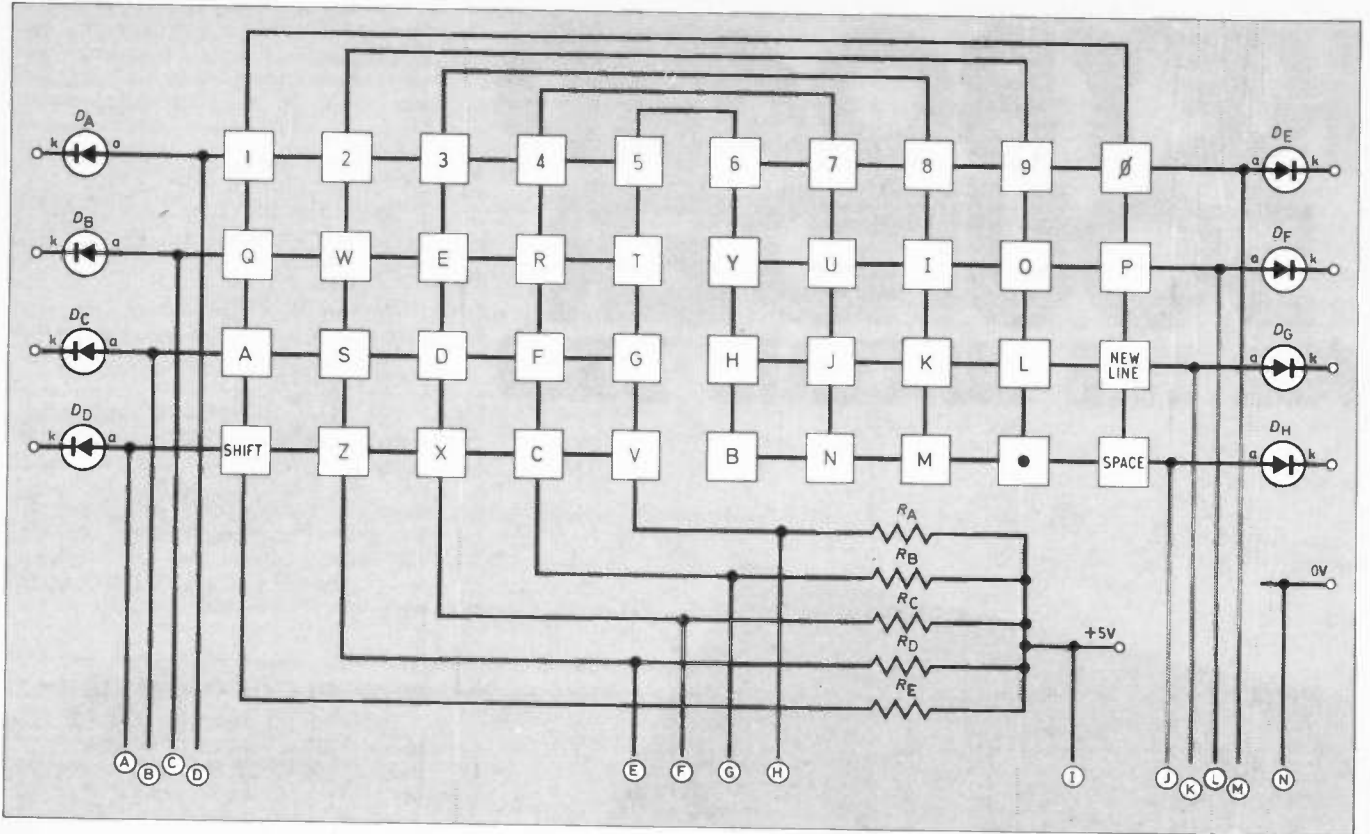 DA DE
k a 1 2 3 4 5 6 7 8 9 Ø a k
DB DF
k a Q W E R T Y U I O P a k
DC DG
k a A S D F G H J K L NEW LINE a k
DD DH
k a SHIFT Z X C V B N M ● SPACE a k
RA
RB
0V
RC
+5V
RD
RE
A B C D E F G H I J K L M N